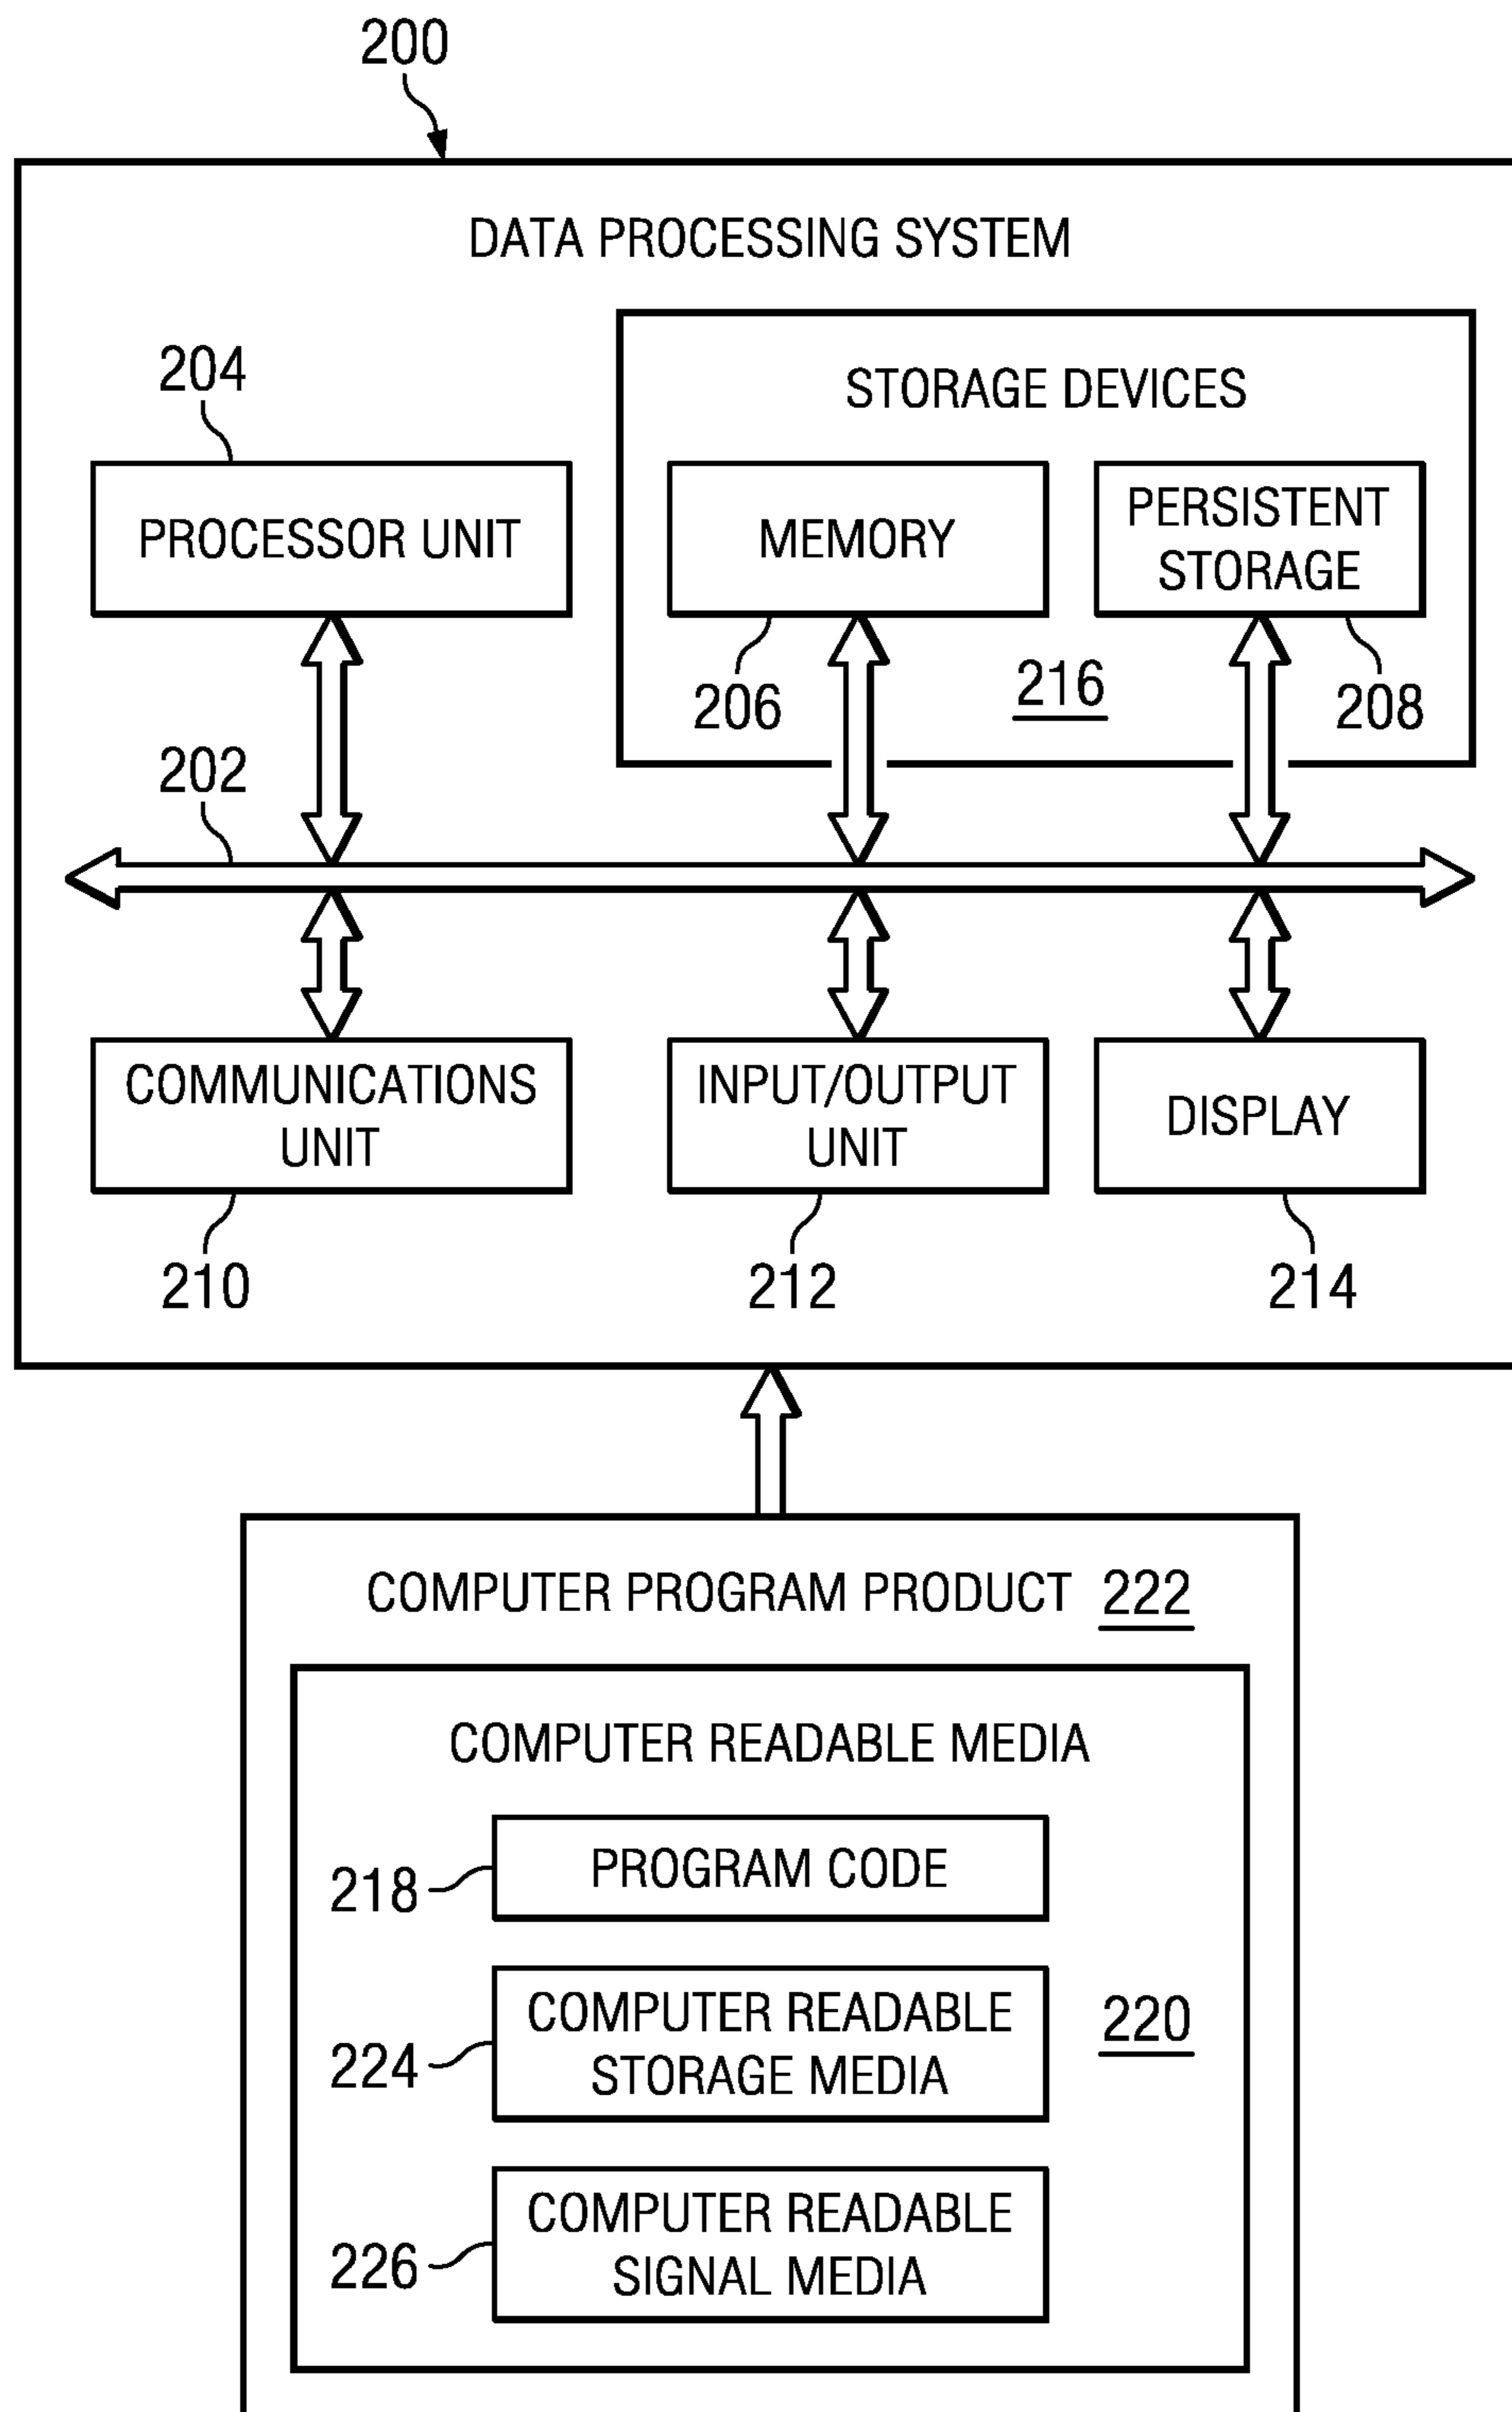 200
DATA PROCESSING SYSTEM
204
STORAGE DEVICES
PROCESSOR UNIT
MEMORY
PERSISTENT
STORAGE
206
216
208
202
COMMUNICATIONS
UNIT
INPUT/OUTPUT
UNIT
DISPLAY
210
212
214
COMPUTER PROGRAM PRODUCT 222
COMPUTER READABLE MEDIA
218
PROGRAM CODE
224
COMPUTER READABLE
STORAGE MEDIA
220
226
COMPUTER READABLE
SIGNAL MEDIA